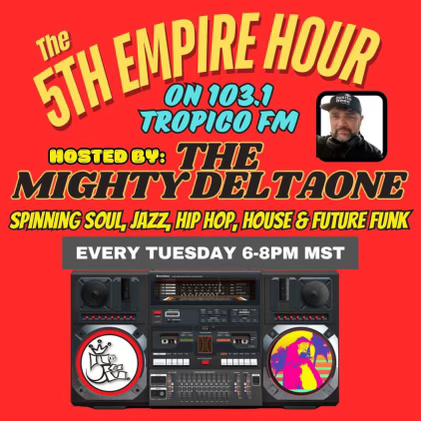 The
5TH EMPIRE HOUR
ON 103.1
TROPICO FM
HOSTED BY: THE
MIGHTY DELTAONE
SPINNING SOUL, JAZZ, HIP HOP, HOUSE & FUTURE FUNK
EVERY TUESDAY 6-8PM MST